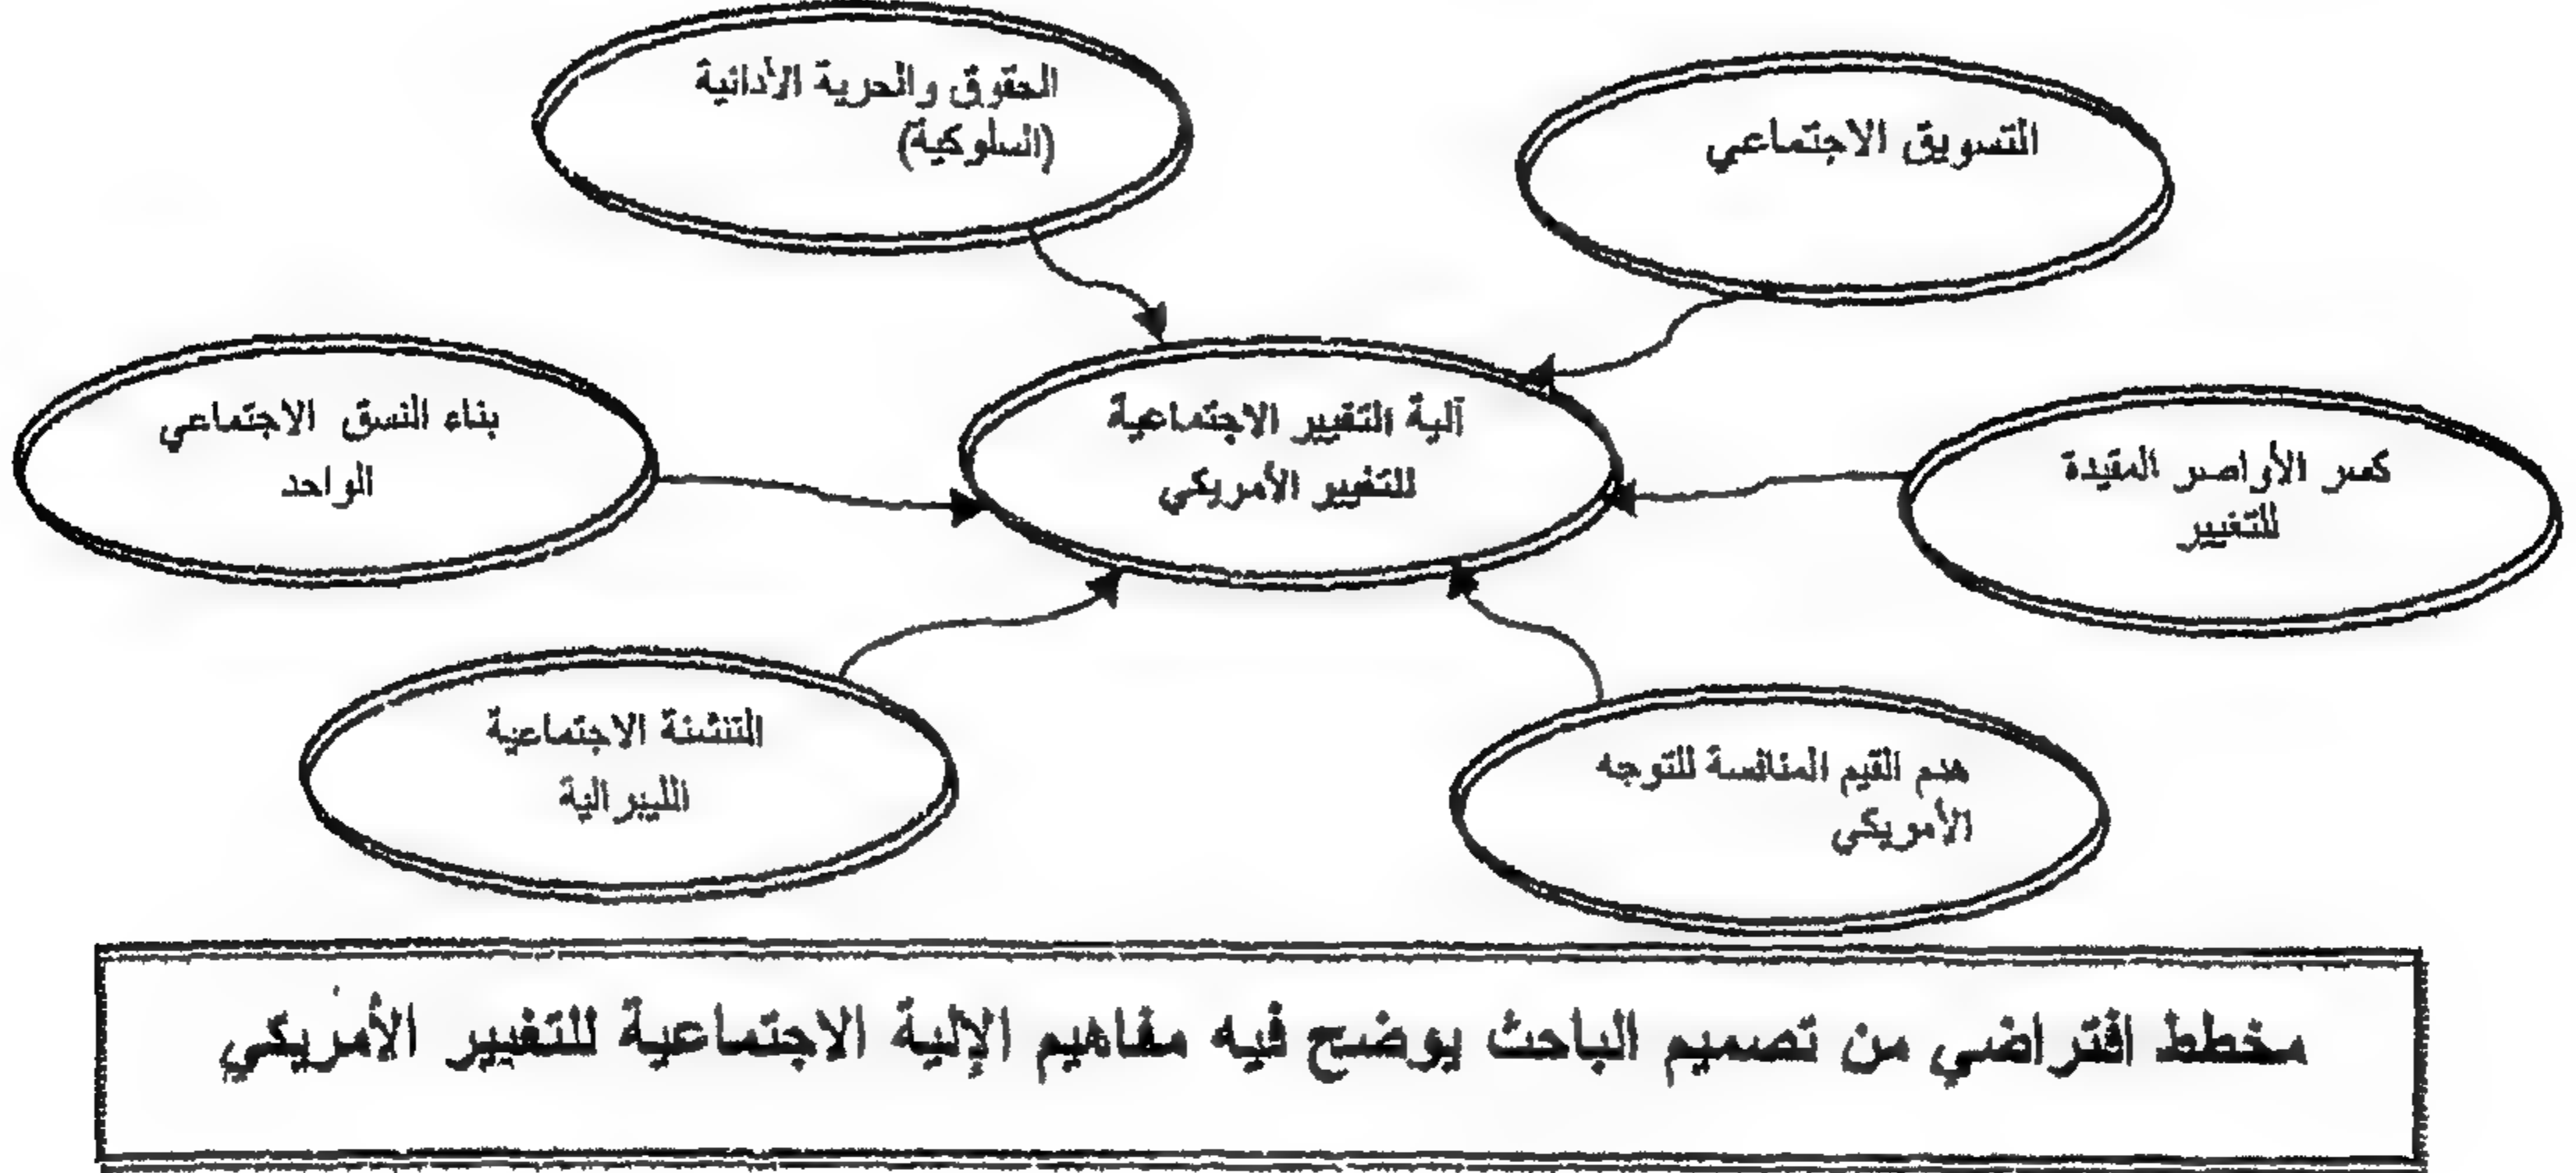 الحقوق والحرية الأدائية
(السلوكية)
التسويق الاجتماعي
آلية التغيير الاجتماعية
للتغيير الأمريكي
بناء النسق الاجتماعي
الواحد
كسر الأواصر المقيدة
للتغيير
التنشئة الاجتماعية
الليبرالية
هدم القيم المنافسة للتوجه
الأمريكي
مخطط افتراضي من تصميم الباحث يوضح فيه مفاهيم الإلية الاجتماعية للتغيير الأمريكي